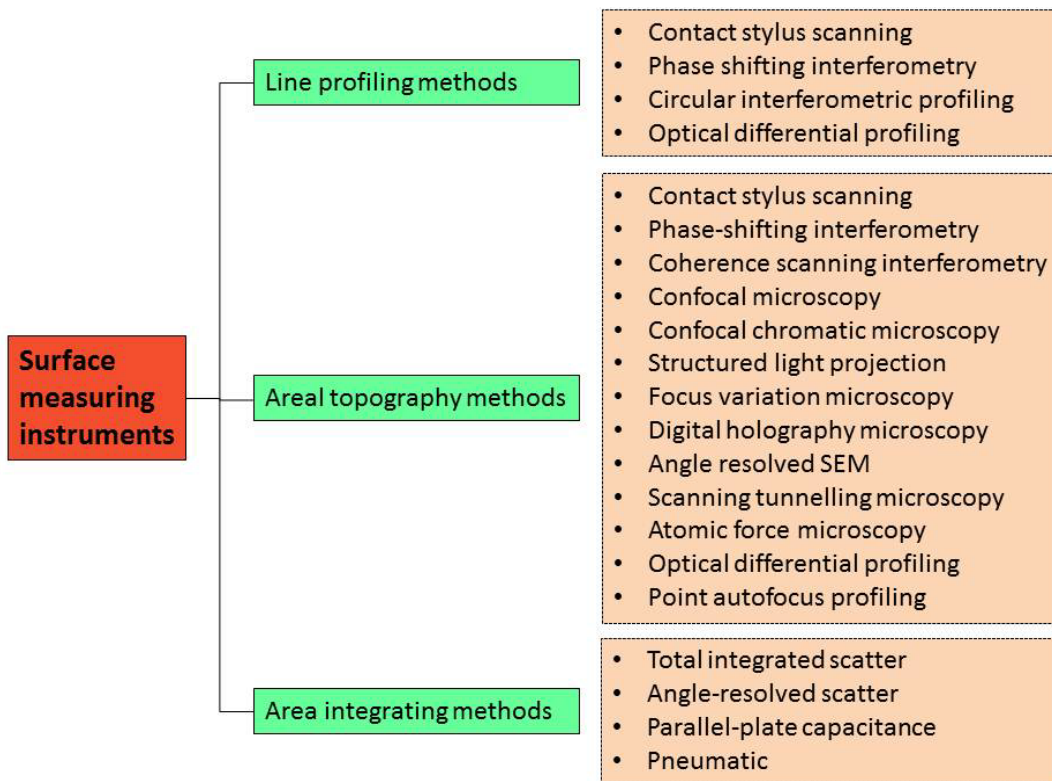 Surface
measuring
instruments
Line profiling methods
• Contact stylus scanning
• Phase shifting interferometry
• Circular interferometric profiling
• Optical differential profiling
Areal topography methods
• Contact stylus scanning
• Phase-shifting interferometry
• Coherence scanning interferometry
• Confocal microscopy
• Confocal chromatic microscopy
• Structured light projection
• Focus variation microscopy
• Digital holography microscopy
• Angle resolved SEM
• Scanning tunnelling microscopy
• Atomic force microscopy
• Optical differential profiling
• Point autofocus profiling
Area integrating methods
• Total integrated scatter
• Angle-resolved scatter
• Parallel-plate capacitance
• Pneumatic